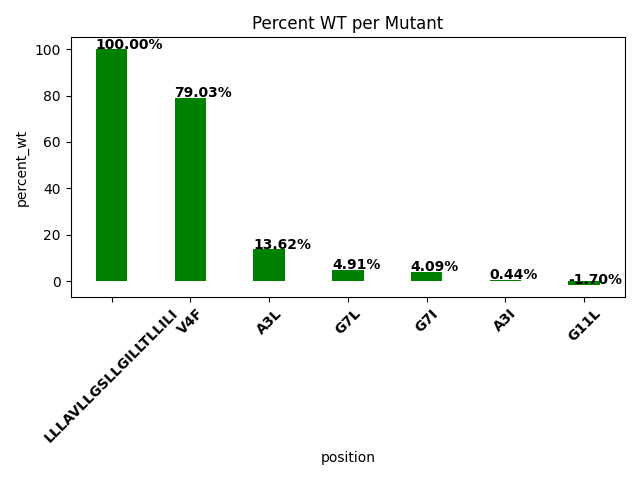 Percent WT per Mutant
percent_wt
100
80
60
40
20
0
100.00%
79.03%
13.62%
4.91%
4.09%
0.44%
-1.70%
LLLAVLLGSLLGILLTLLILI
V4F
A3L
G7L
G7I
A3I
G11L
position